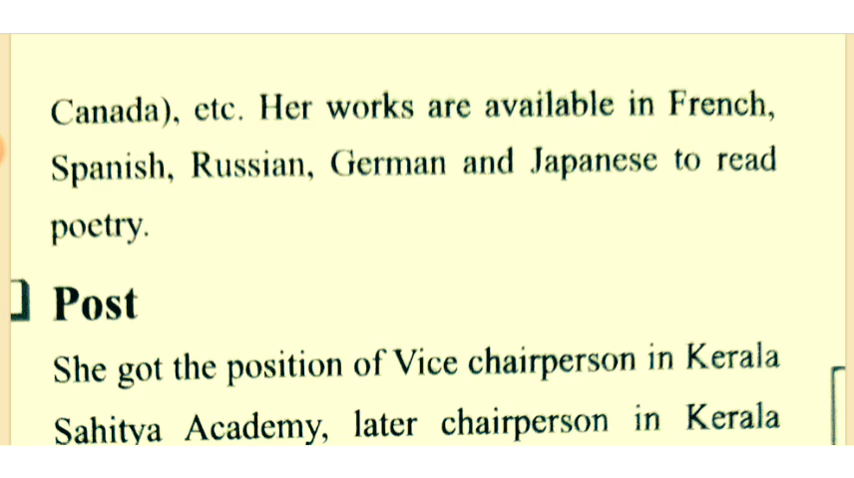 Canada), etc. Her works are available in French,
Spanish, Russian, German and Japanese to read
poetry.
Post
She got the position of Vice chairperson in Kerala
Sahitya Academy, later chairperson in Kerala